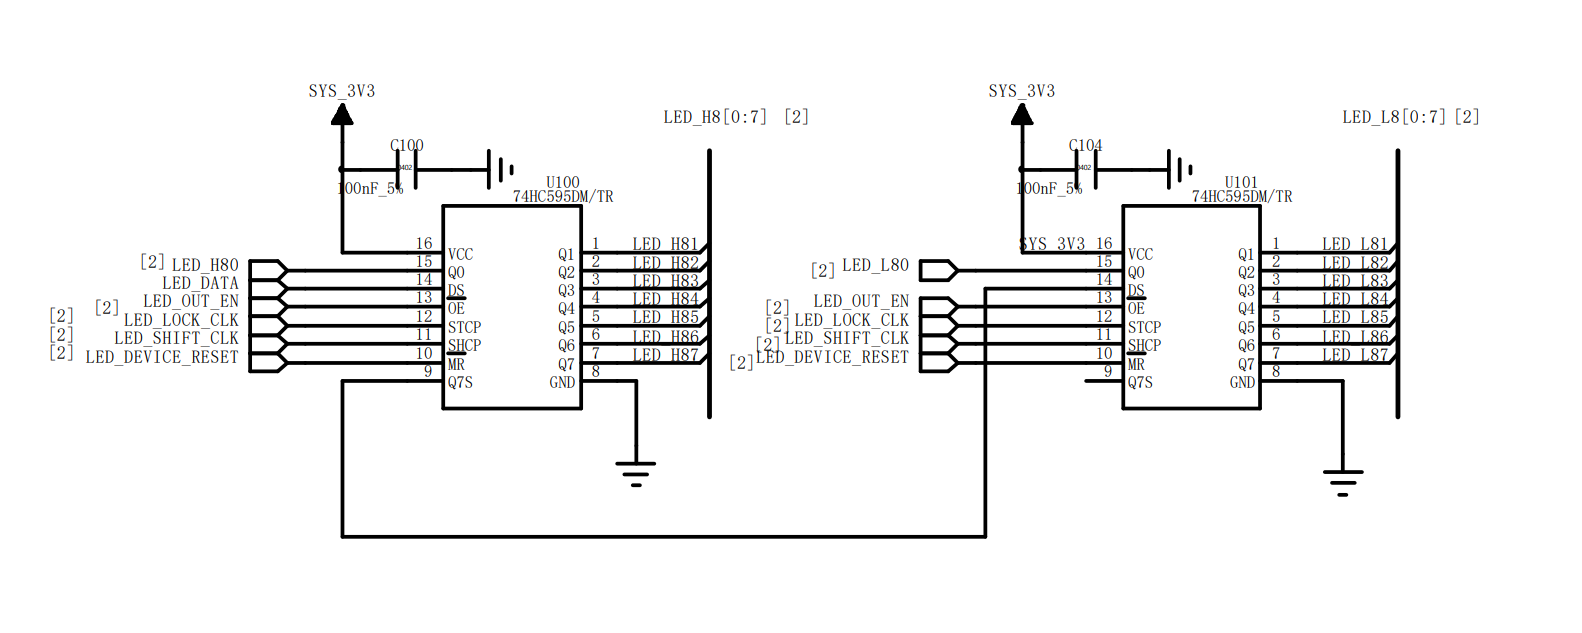 SYS_3V3
LED_H8[0:7] [2]
C100
0402
100nF_5%
U100
74HC595DM/TR
[2] LED_H80
LED_DATA
[2] LED_OUT_EN
[2] LED_LOCK_CLK
[2] LED_SHIFT_CLK
[2] LED_DEVICE_RESET
16 VCC
15 Q0
14 DS
13 OE
12 STCP
11 SHCP
10 MR
9 Q7S
Q1 1 LED_H81
Q2 2 LED_H82
Q3 3 LED_H83
Q4 4 LED_H84
Q5 5 LED_H85
Q6 6 LED_H86
Q7 7 LED_H87
GND 8
SYS_3V3
LED_L8[0:7] [2]
C104
0402
100nF_5%
U101
74HC595DM/TR
SYS_3V3
[2] LED_L80
[2] LED_OUT_EN
[2] LED_LOCK_CLK
[2] LED_SHIFT_CLK
[2] LED_DEVICE_RESET
16 VCC
15 Q0
14 DS
13 OE
12 STCP
11 SHCP
10 MR
9 Q7S
Q1 1 LED_L81
Q2 2 LED_L82
Q3 3 LED_L83
Q4 4 LED_L84
Q5 5 LED_L85
Q6 6 LED_L86
Q7 7 LED_L87
GND 8